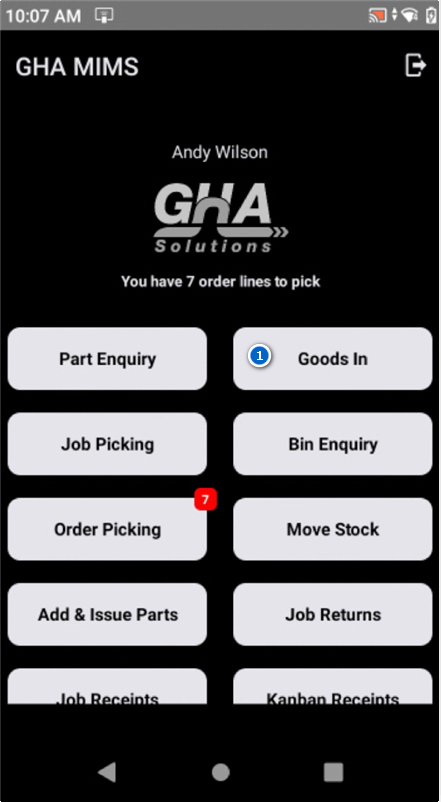 10:07 AM
GHA MIMS
Andy Wilson
GHA
Solutions
You have 7 order lines to pick
Part Enquiry
1 Goods In
Job Picking
Bin Enquiry
7
Order Picking
Move Stock
Add & Issue Parts
Job Returns
Job Receipts
Kanban Receipts